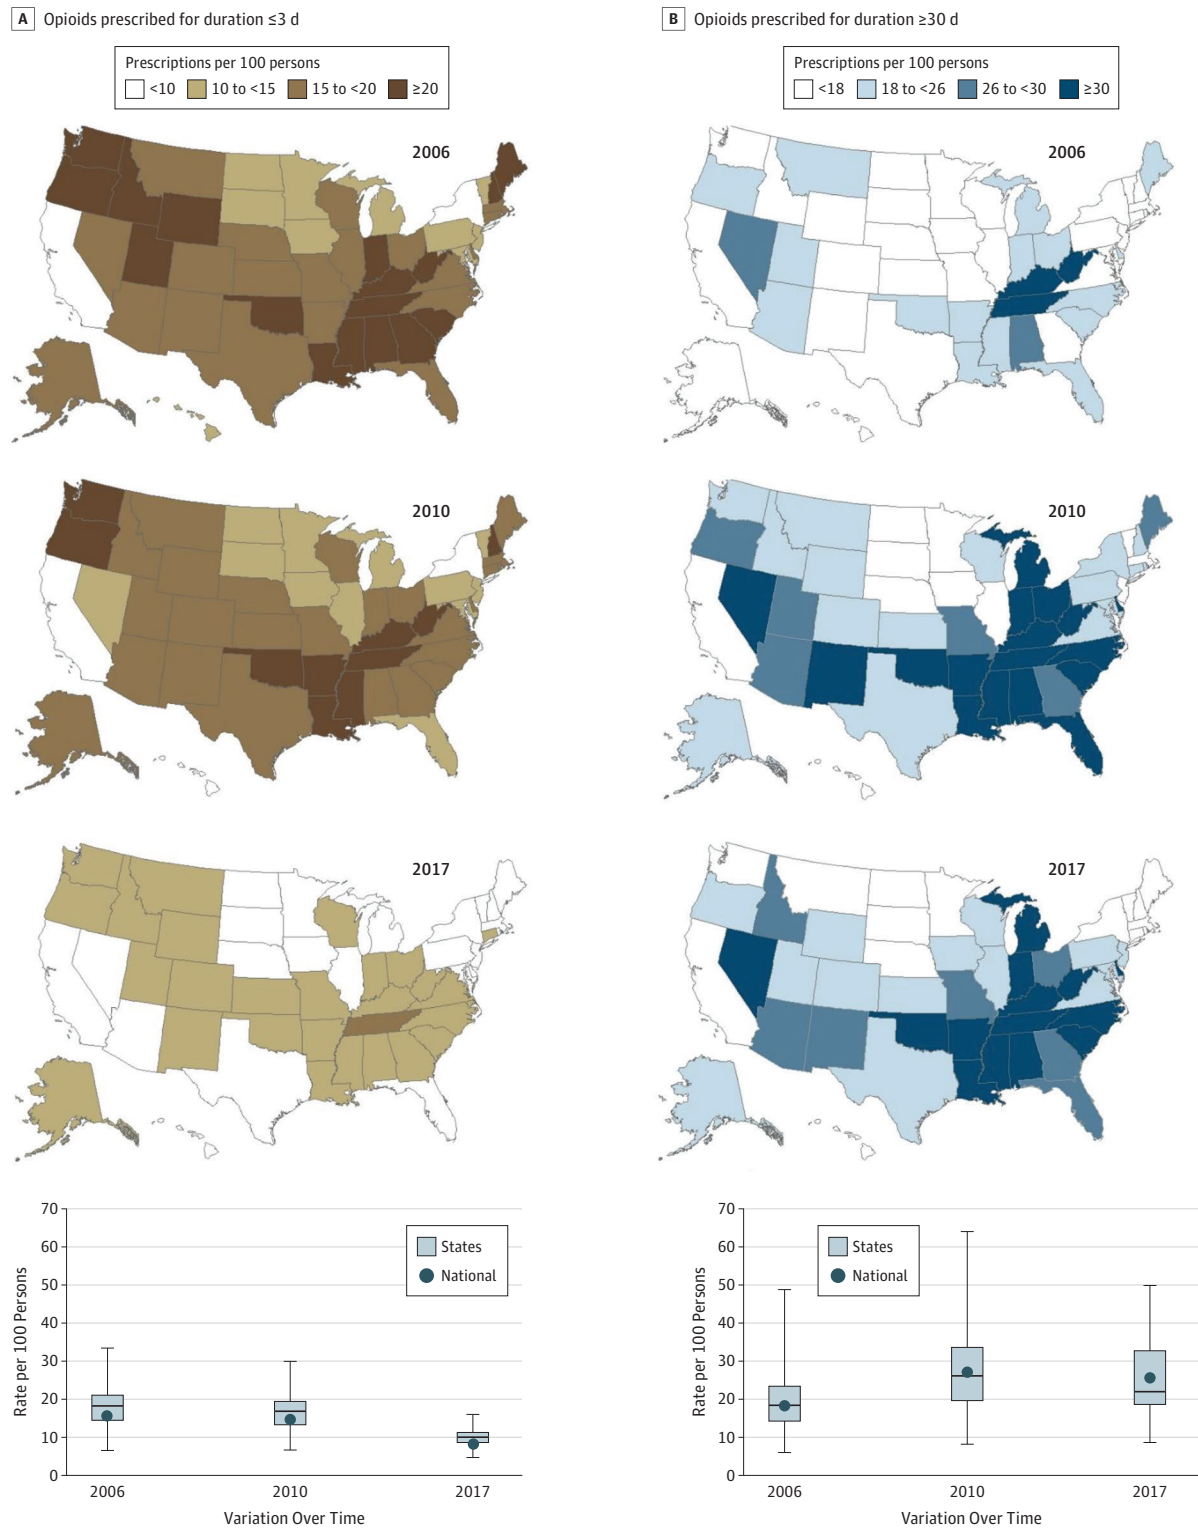 A Opioids prescribed for duration ≤3 d
Prescriptions per 100 persons
<10 10 to <15 15 to <20 ≥20
2006
2010
2017
70
60
50
40
30
20
10
0
Rate per 100 Persons
States
National
2006 2010 2017
Variation Over Time
B Opioids prescribed for duration ≥30 d
Prescriptions per 100 persons
<18 18 to <26 26 to <30 ≥30
2006
2010
2017
70
60
50
40
30
20
10
0
Rate per 100 Persons
States
National
2006 2010 2017
Variation Over Time